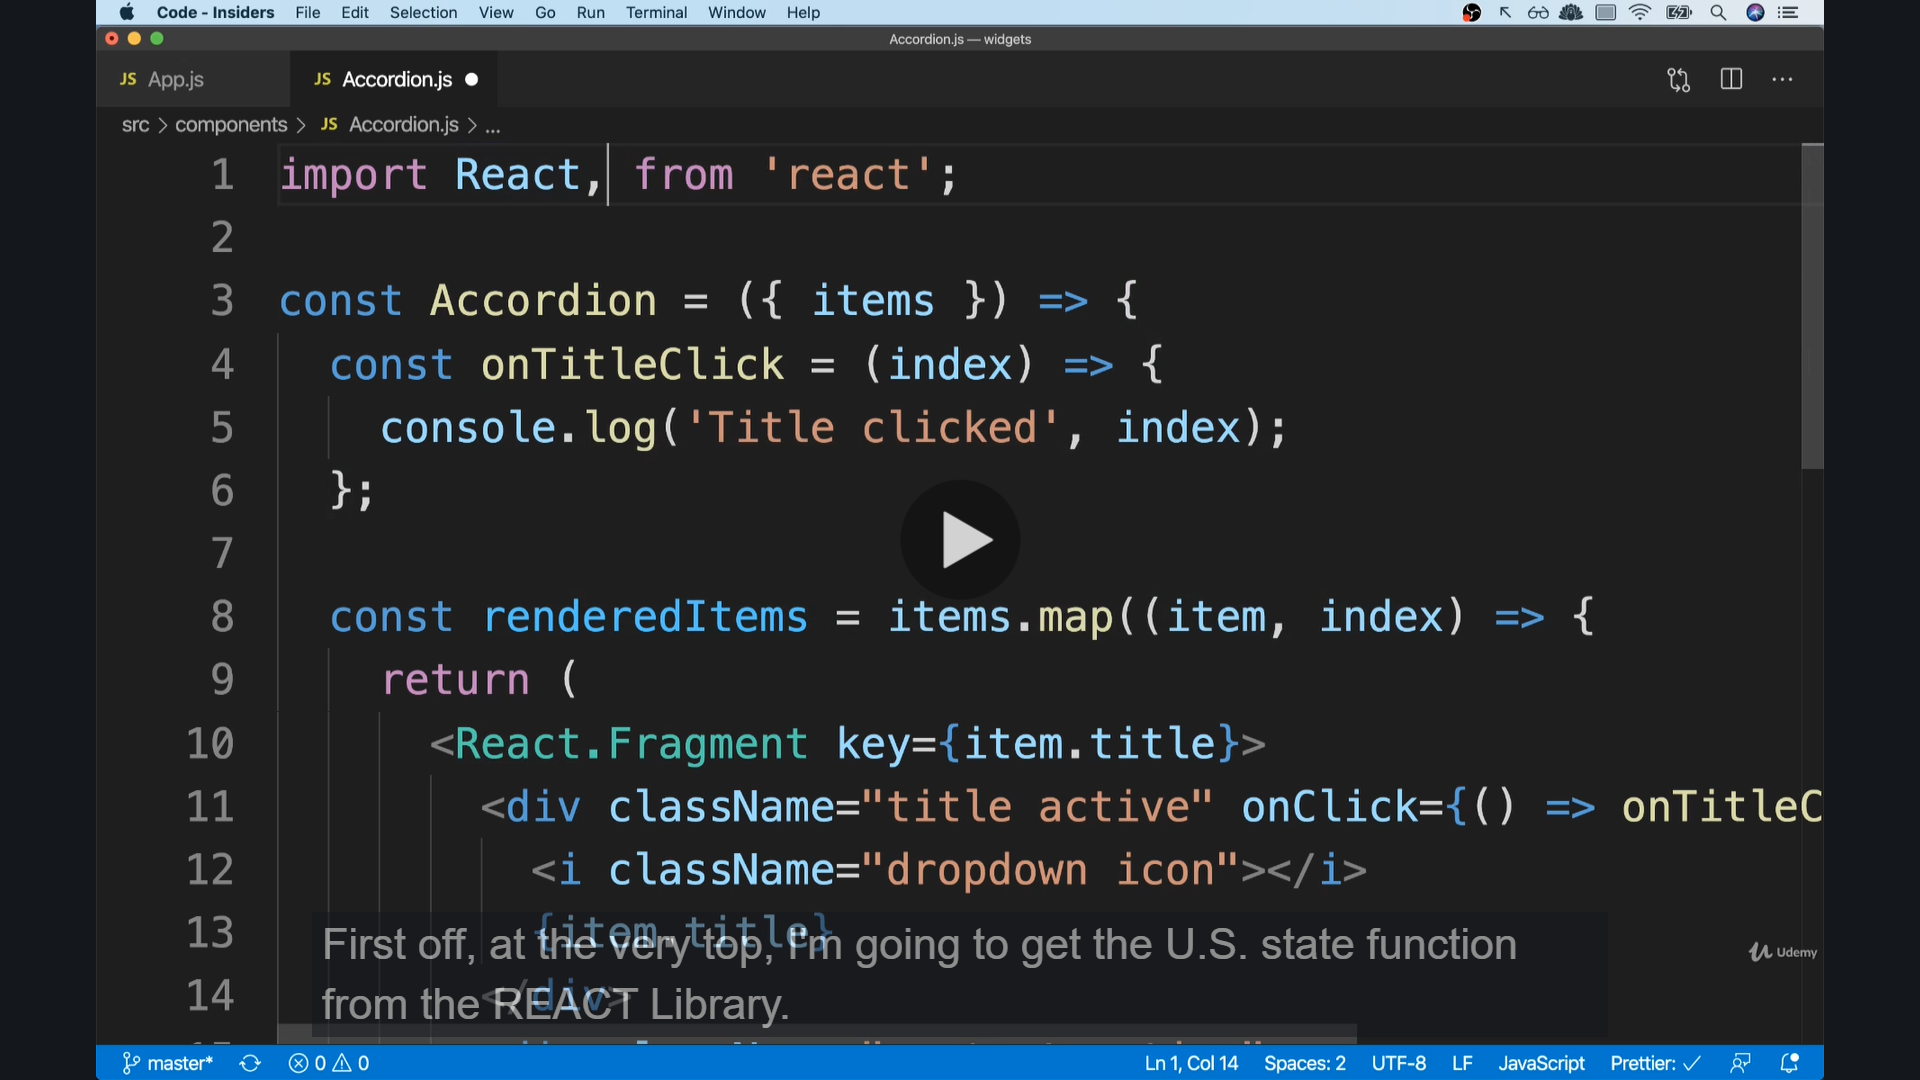 Code - Insiders File Edit Selection View Go Run Terminal Window Help
Accordion.js — widgets
JS App.js JS Accordion.js
src > components > JS Accordion.js > ...
1 import React, from 'react';
2
3 const Accordion = ({ items }) => {
4 const onTitleClick = (index) => {
5 console.log('Title clicked', index);
6 };
7
8 const renderedItems = items.map((item, index) => {
9 return (
10 <React.Fragment key={item.title}>
11 <div className="title active" onClick={() => onTitleC
12 <i className="dropdown icon"></i>
13 {item.title}
First off, at the very top, I'm going to get the U.S. state function
Udemy
14 </div>
from the REACT Library.
master* 0 0 Ln 1, Col 14 Spaces: 2 UTF-8 LF JavaScript Prettier: ✓